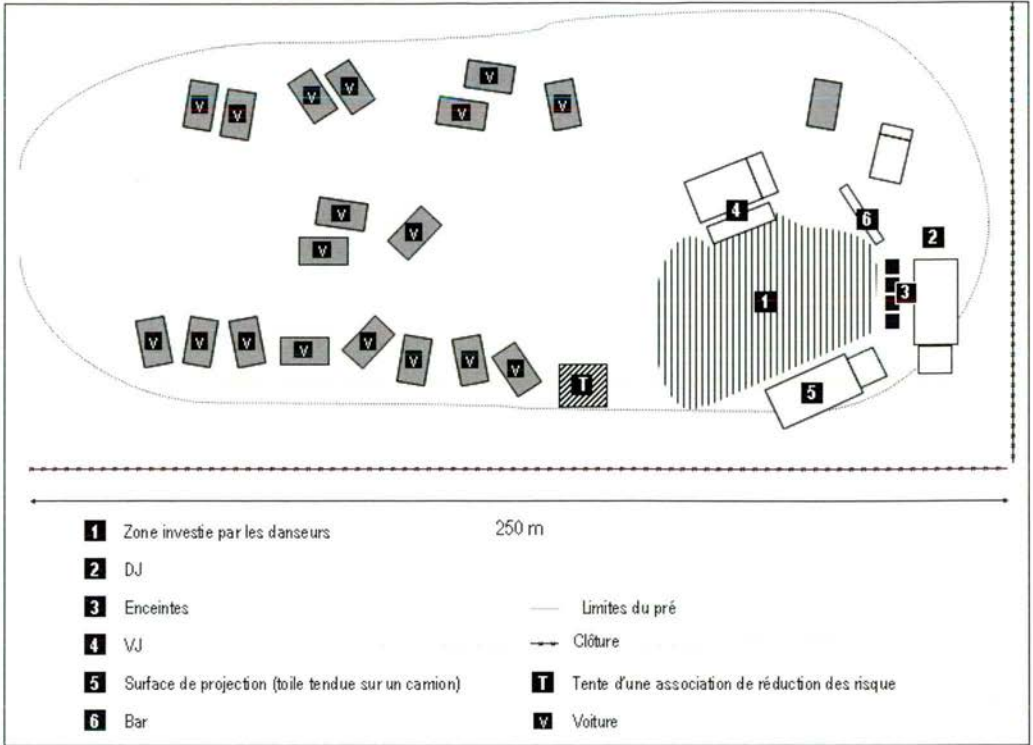 V V V V V V V
V V V
4 6 2
1 3
V V V V V V V V
T 5
250 m
1 Zone investie par les danseurs
2 DJ
3 Enceintes
Limites du pré
4 VJ
Clôture
5 Surface de projection (toile tendue sur un camion)
T Tente d'une association de réduction des risque
6 Bar
V Voiture